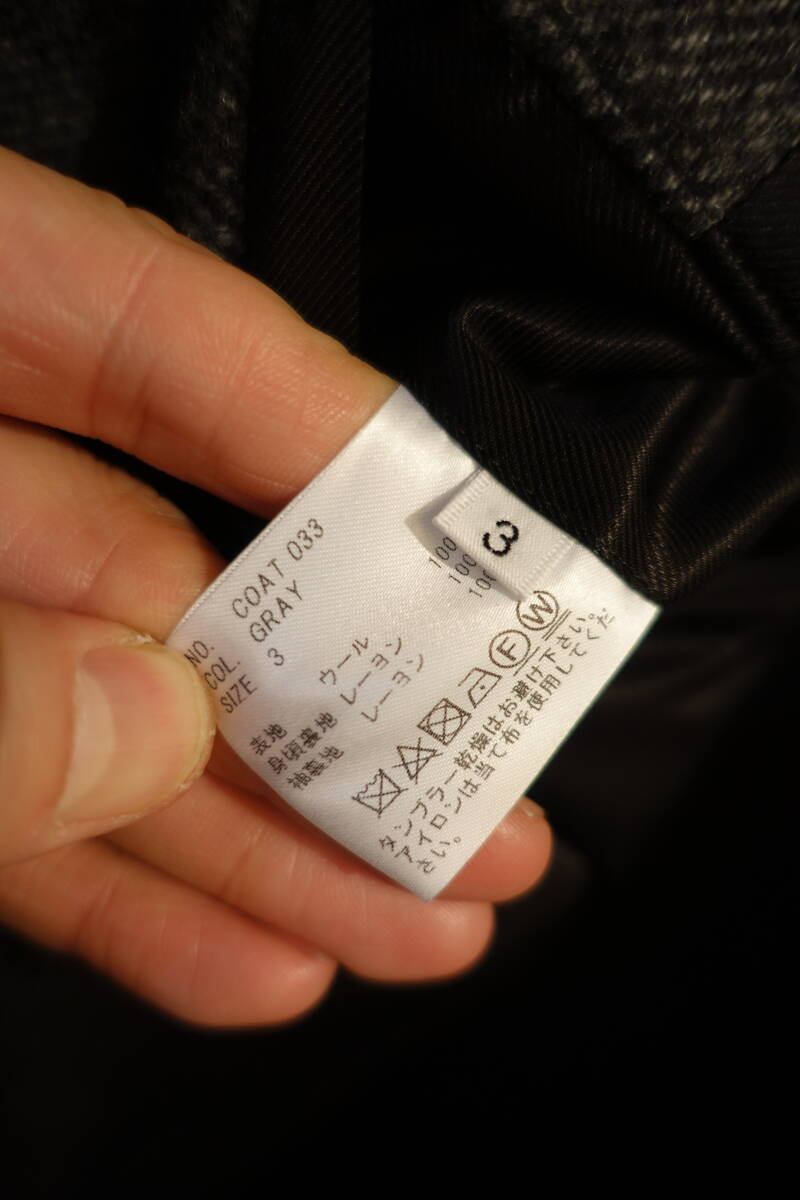 3
NO. COAT 033
COL. GRAY
SIZE 3
表地 ウール 100
身頃裏地 レーヨン 100
袖裏地 レーヨン 100
F W
タンブラー乾燥はお避け下さい。
アイロンは当て布を使用してくだ
さい。